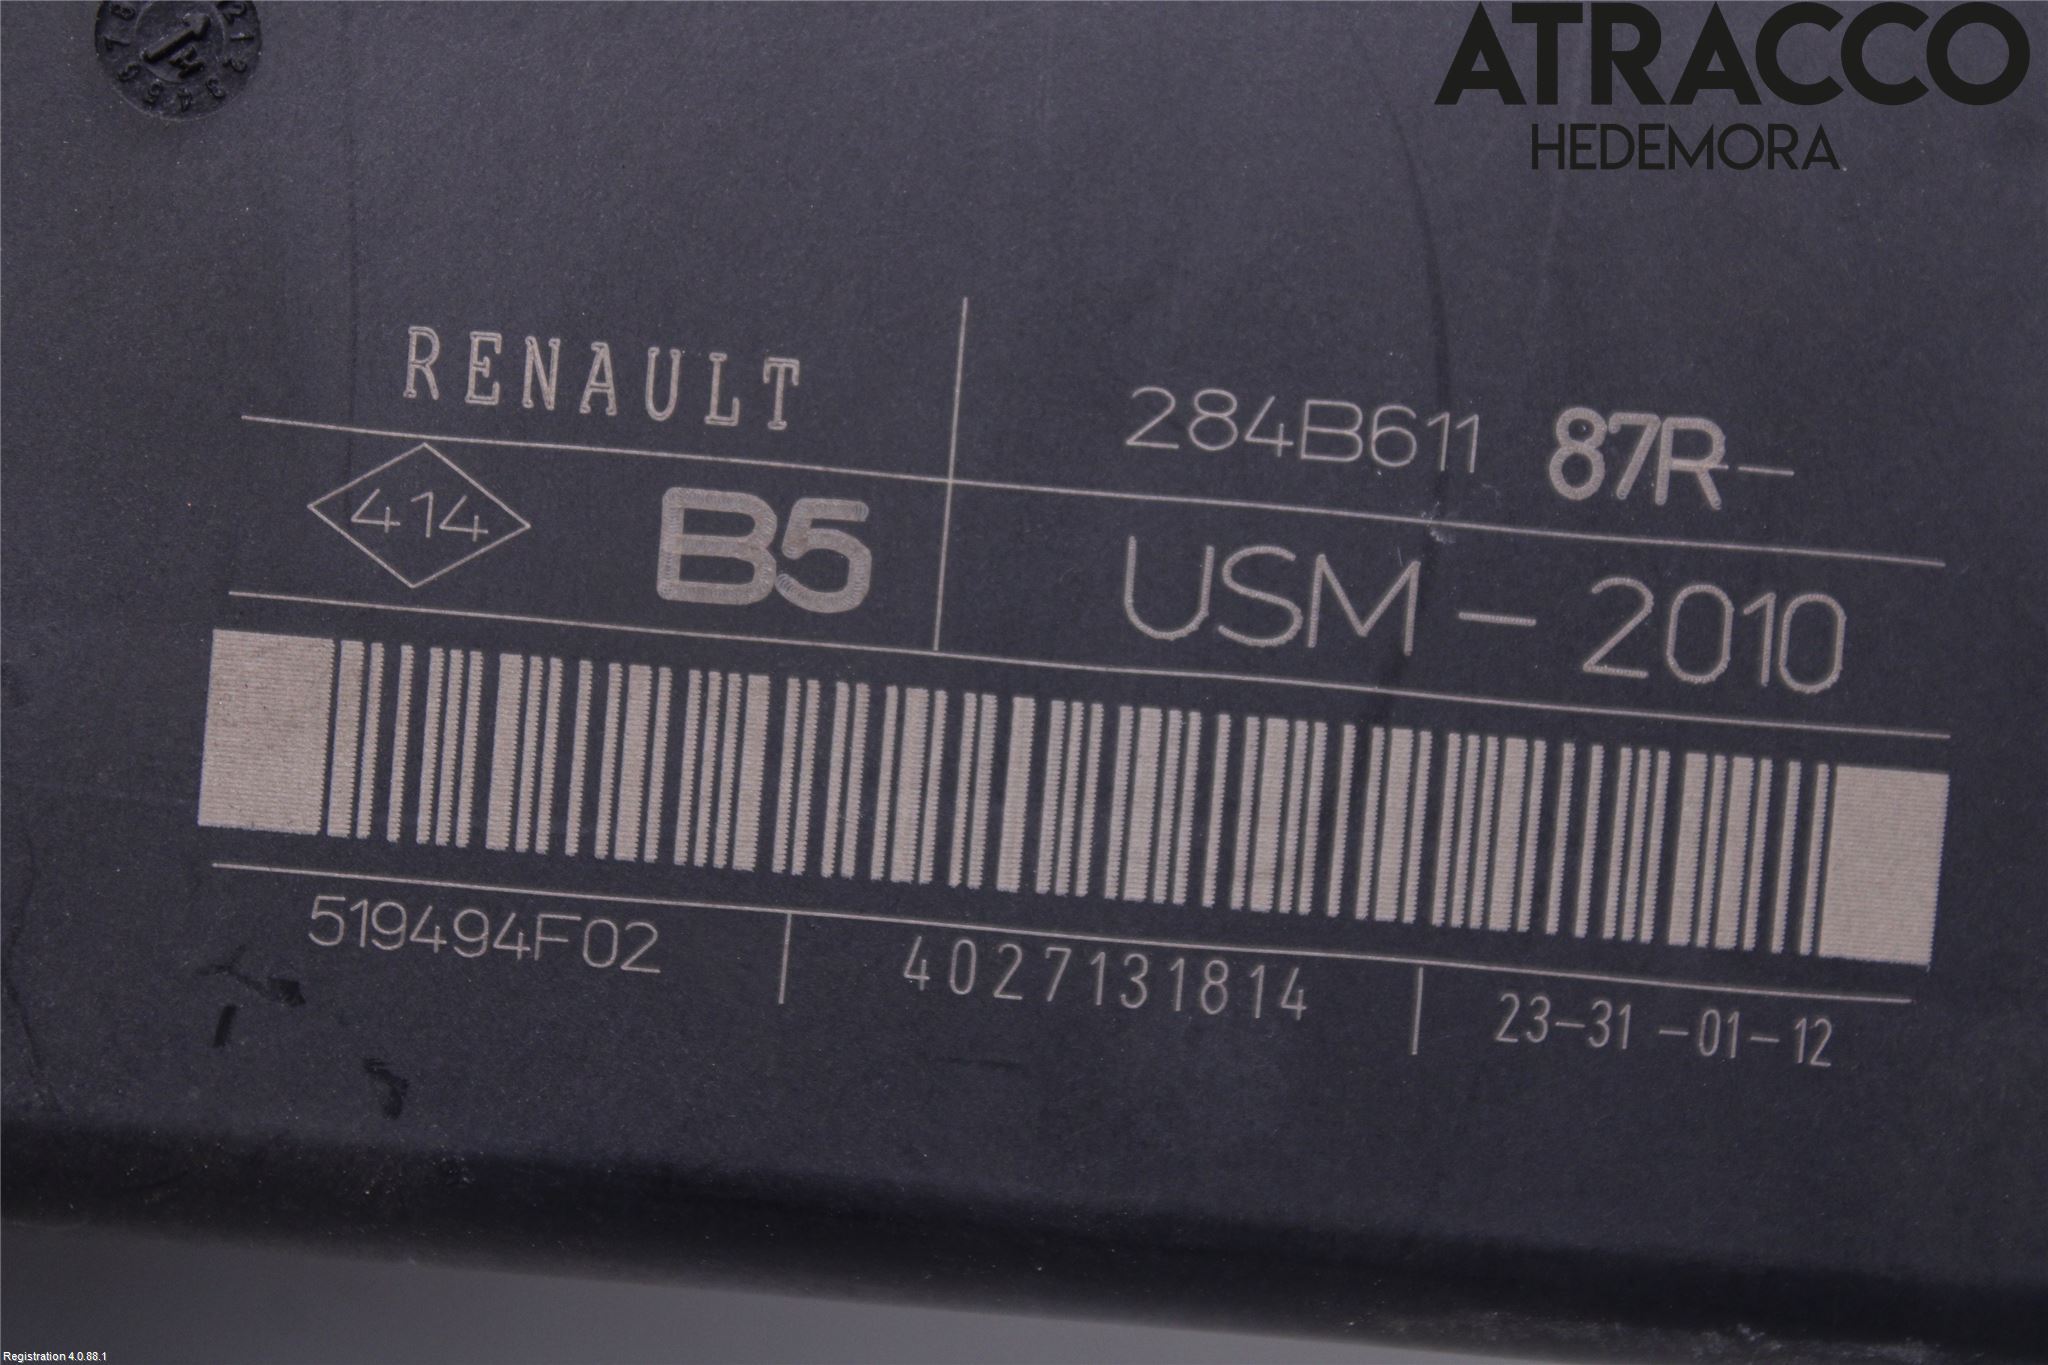 ATRACCO
HEDEMORA
RENAULT
284B611 87R--
414
B5
USM - 2010
519494F02
4027131814
23-31 -01-12
Registration 4.0.88.1